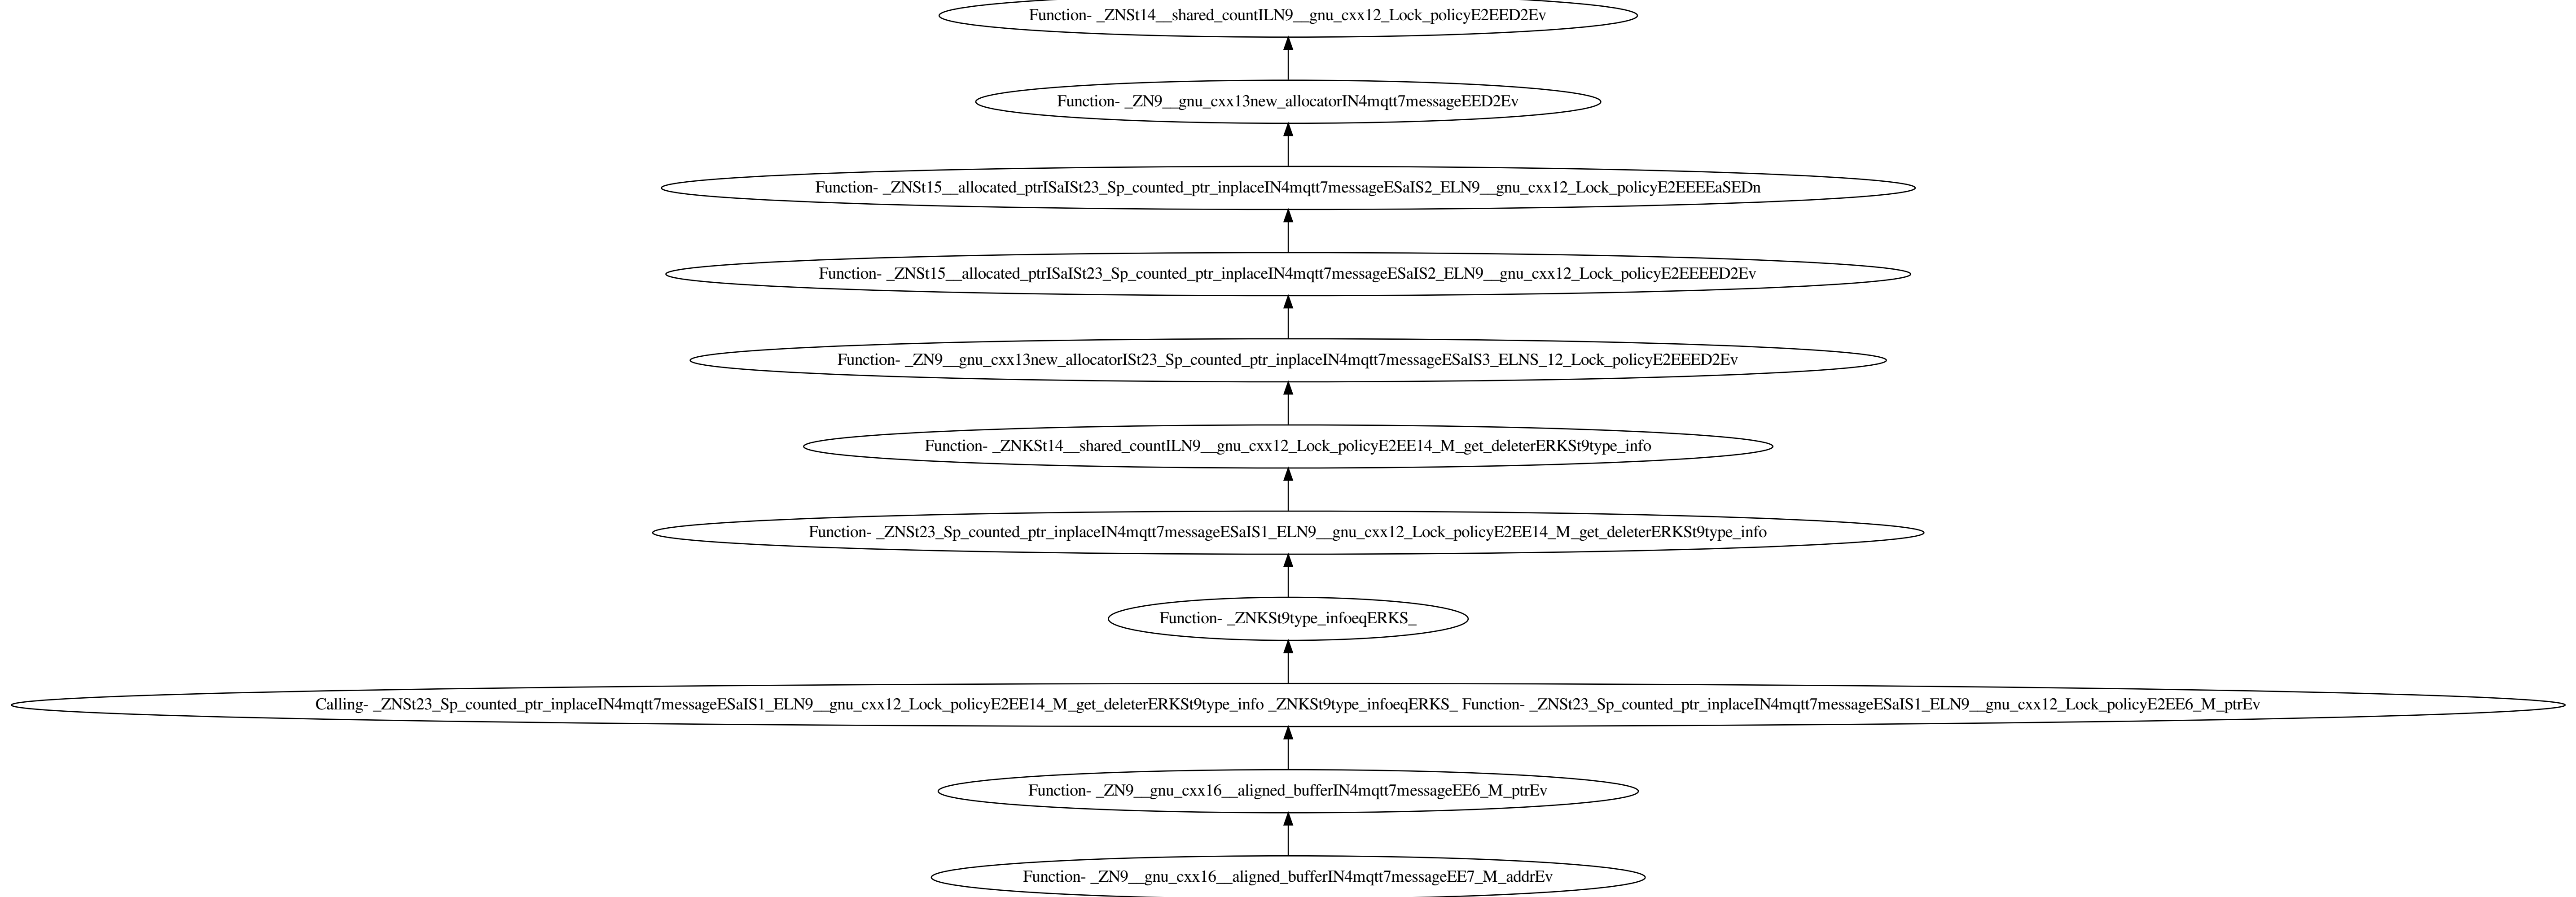 Function- _ZNSt14__shared_countILN9__gnu_cxx12_Lock_policyE2EED2Ev
Function- _ZN9__gnu_cxx13new_allocatorIN4mqtt7messageEED2Ev
Function- _ZNSt15__allocated_ptrISaISt23_Sp_counted_ptr_inplaceIN4mqtt7messageESaIS2_ELN9__gnu_cxx12_Lock_policyE2EEEEaSEDn
Function- _ZNSt15__allocated_ptrISaISt23_Sp_counted_ptr_inplaceIN4mqtt7messageESaIS2_ELN9__gnu_cxx12_Lock_policyE2EEEED2Ev
Function- _ZN9__gnu_cxx13new_allocatorISt23_Sp_counted_ptr_inplaceIN4mqtt7messageESaIS3_ELNS_12_Lock_policyE2EEED2Ev
Function- _ZNKSt14__shared_countILN9__gnu_cxx12_Lock_policyE2EE14_M_get_deleterERKSt9type_info
Function- _ZNSt23_Sp_counted_ptr_inplaceIN4mqtt7messageESaIS1_ELN9__gnu_cxx12_Lock_policyE2EE14_M_get_deleterERKSt9type_info
Function- _ZNKSt9type_infoeqERKS_
Calling- _ZNSt23_Sp_counted_ptr_inplaceIN4mqtt7messageESaIS1_ELN9__gnu_cxx12_Lock_policyE2EE14_M_get_deleterERKSt9type_info _ZNKSt9type_infoeqERKS_ Function- _ZNSt23_Sp_counted_ptr_inplaceIN4mqtt7messageESaIS1_ELN9__gnu_cxx12_Lock_policyE2EE6_M_ptrEv
Function- _ZN9__gnu_cxx16__aligned_bufferIN4mqtt7messageEE6_M_ptrEv
Function- _ZN9__gnu_cxx16__aligned_bufferIN4mqtt7messageEE7_M_addrEv